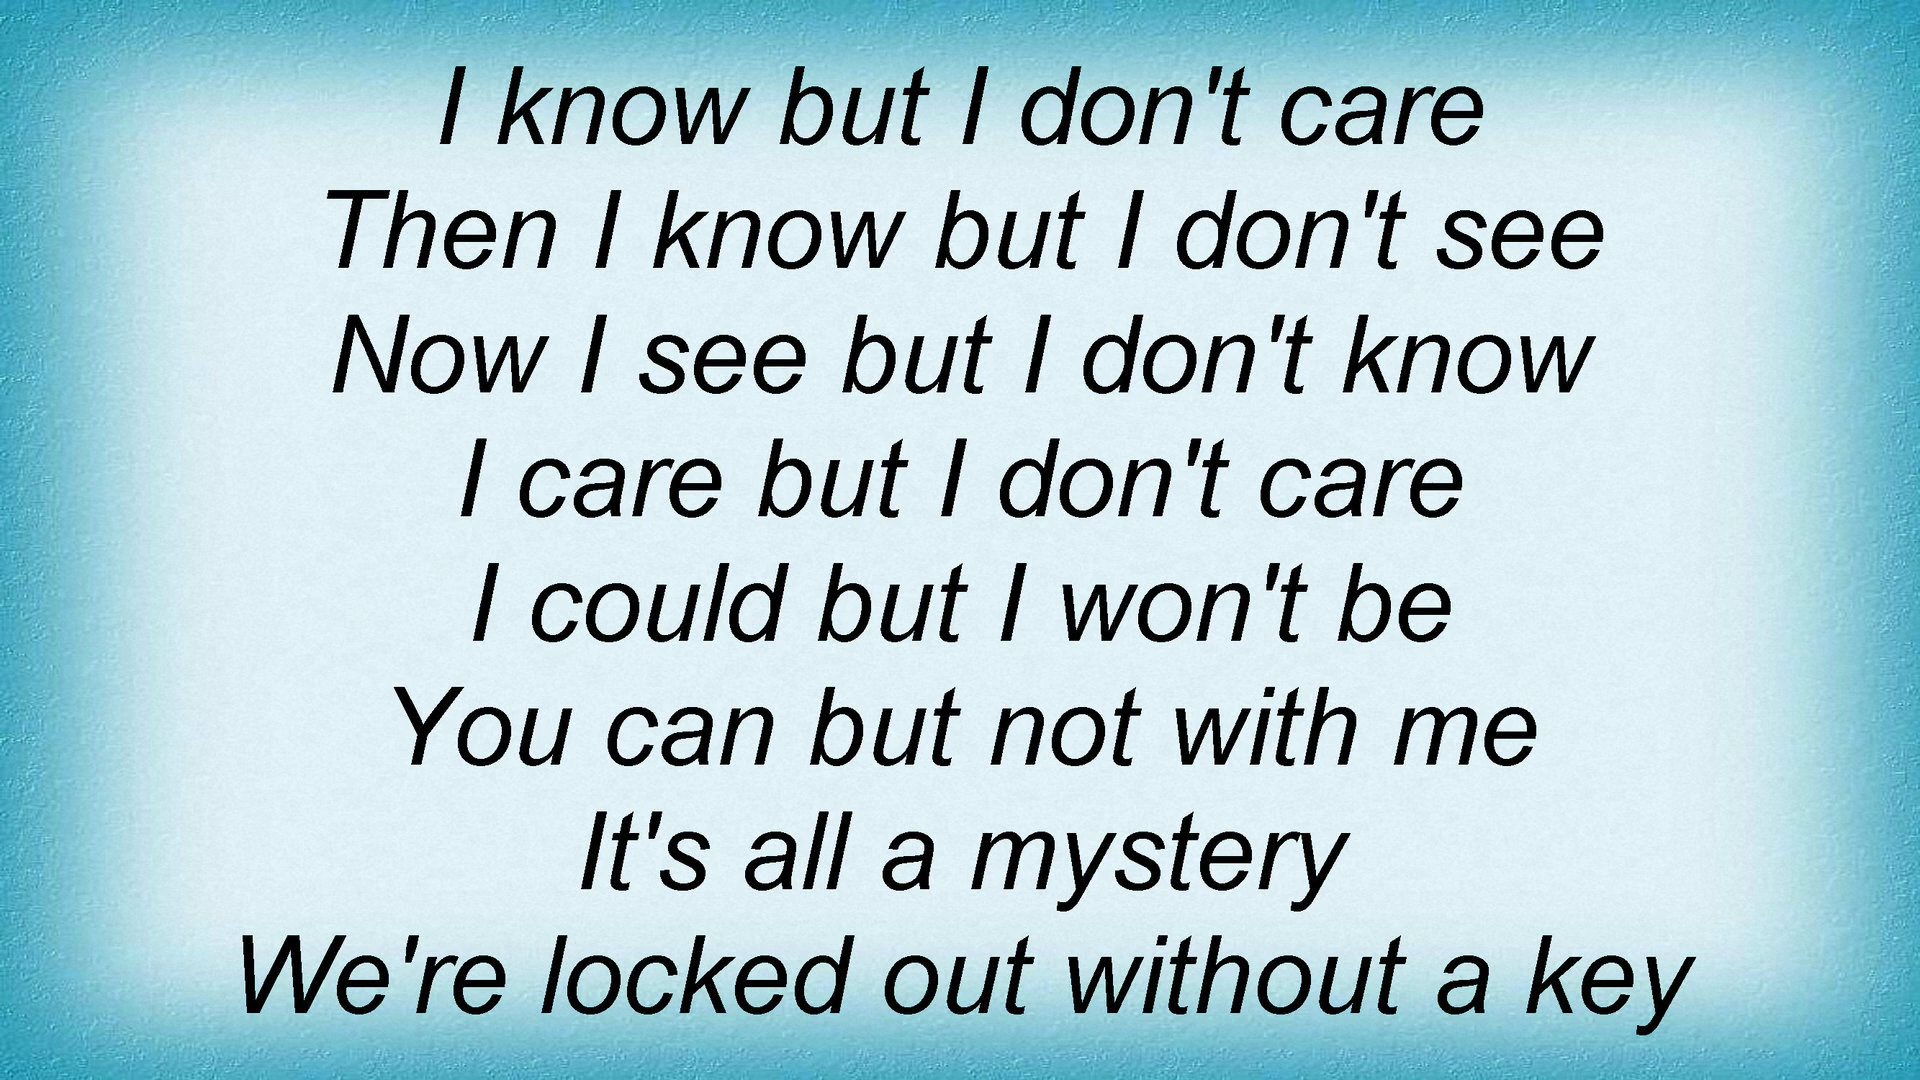 I know but I don't care
Then I know but I don't see
Now I see but I don't know
I care but I don't care
I could but I won't be
You can but not with me
It's all a mystery
We're locked out without a key